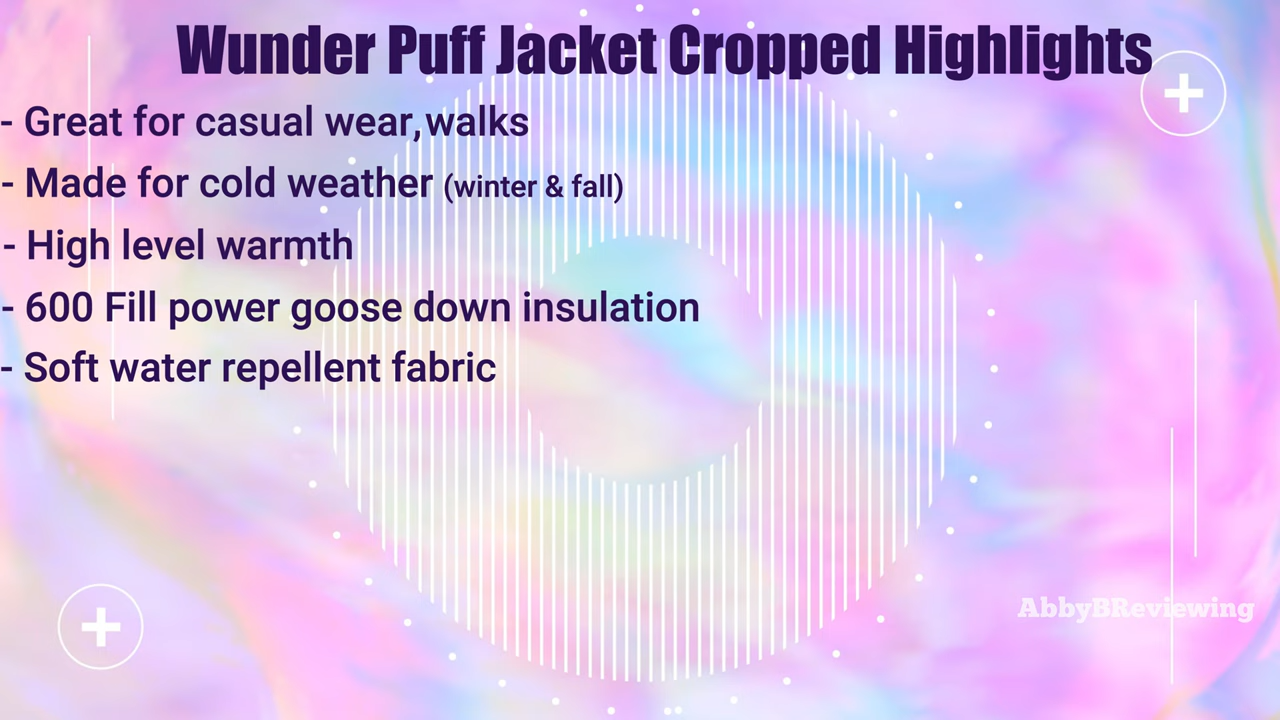 Wunder Puff Jacket Cropped Highlights
- Great for casual wear,walks
- Made for cold weather (winter & fall)
- High level warmth
- 600 Fill power goose down insulation
- Soft water repellent fabric
AbbyBReviewing